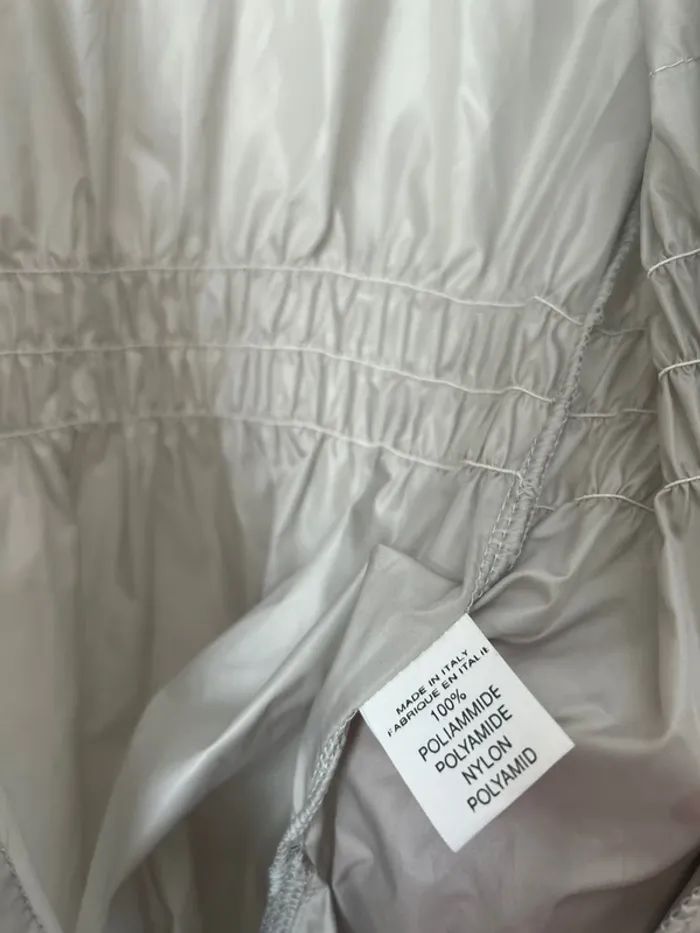 MADE IN ITALY
FABRIQUE EN ITALIE
100%
POLIAMMIDE
POLYAMIDE
NYLON
POLYAMID